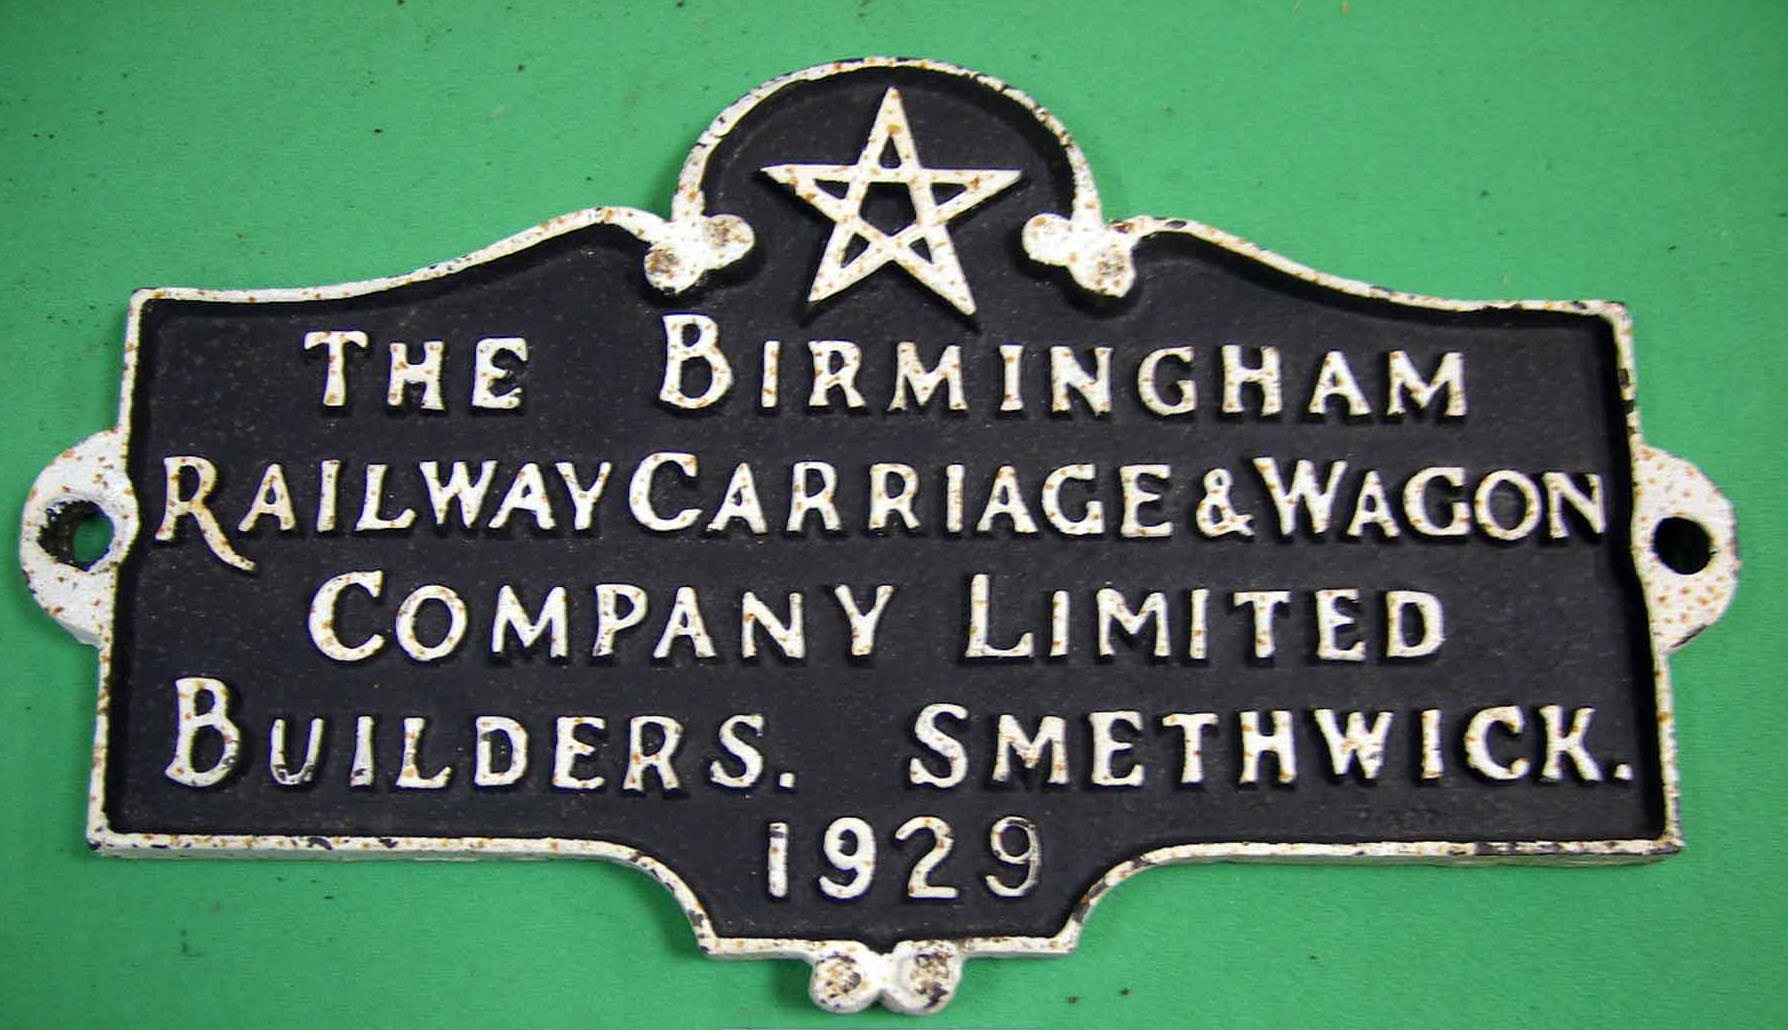 THE BIRMINGHAM
RAILWAY CARRIAGE & WAGON
COMPANY LIMITED
BUILDERS. SMETHWICK.
1929